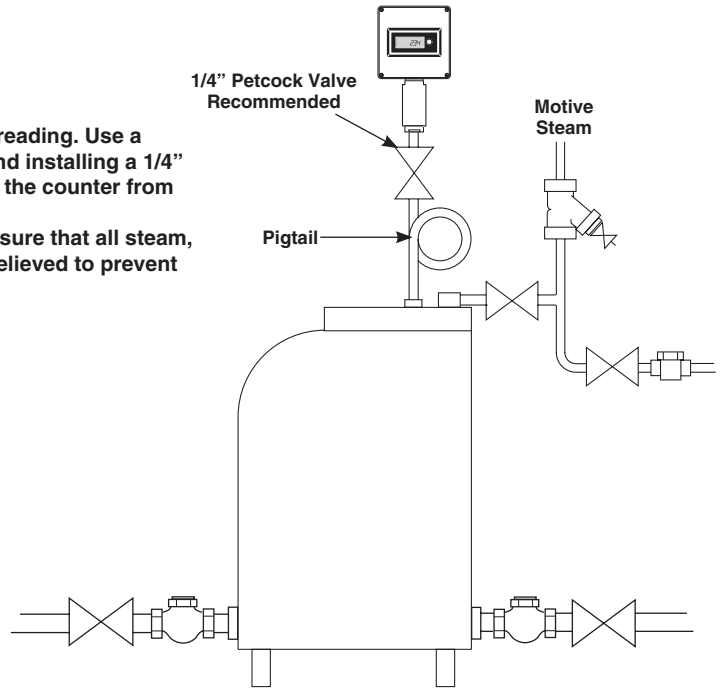 234
1/4” Petcock Valve
Recommended
Motive
Steam
reading. Use a
nd installing a 1/4”
the counter from
sure that all steam,
elieved to prevent
Pigtail